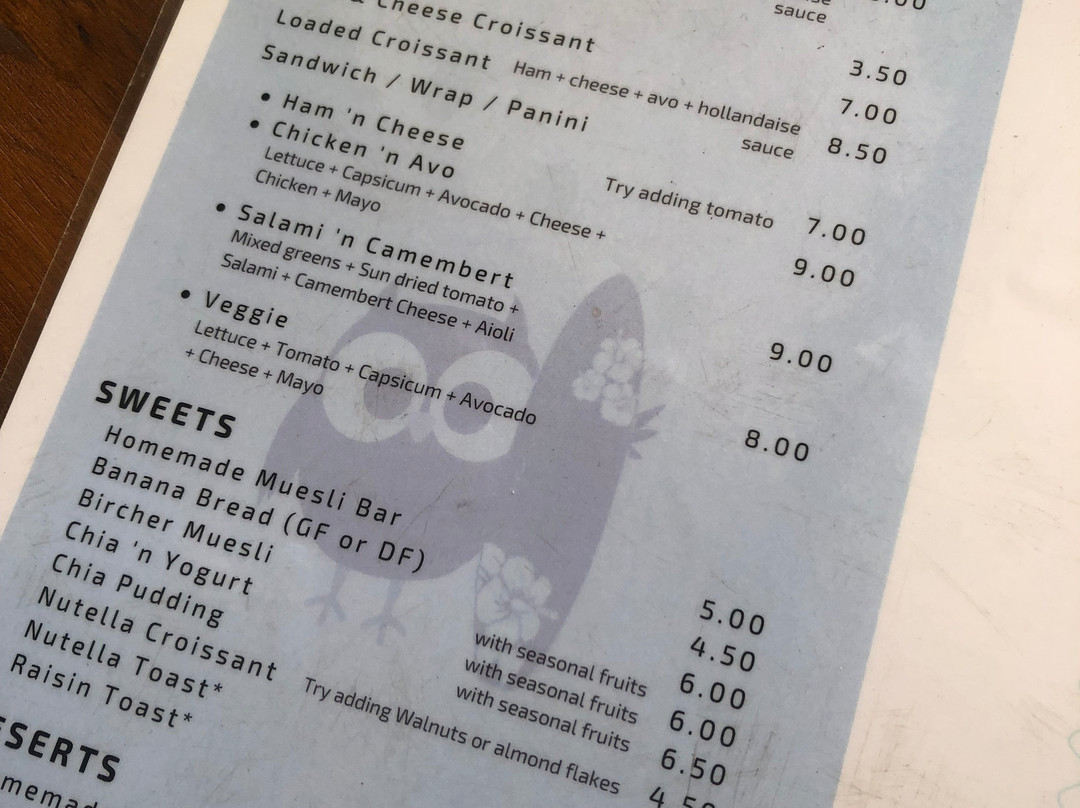 sauce
Cheese Croissant 3.50
Loaded Croissant Ham + cheese + avo + hollandaise 7.00
sauce
Sandwich / Wrap / Panini 8.50
• Ham 'n Cheese Try adding tomato 7.00
• Chicken 'n Avo 9.00
Lettuce + Capsicum + Avocado + Cheese +
Chicken + Mayo
• Salami 'n Camembert 9.00
Mixed greens + Sun dried tomato +
Salami + Camembert Cheese + Aioli
• Veggie 8.00
Lettuce + Tomato + Capsicum + Avocado
+ Cheese + Mayo
SWEETS
Homemade Muesli Bar 5.00
Banana Bread (GF or DF) 4.50
Bircher Muesli with seasonal fruits 6.00
Chia 'n Yogurt with seasonal fruits 6.00
Chia Pudding with seasonal fruits 6.50
Nutella Croissant Try adding Walnuts or almond flakes 4.50
Nutella Toast*
Raisin Toast*